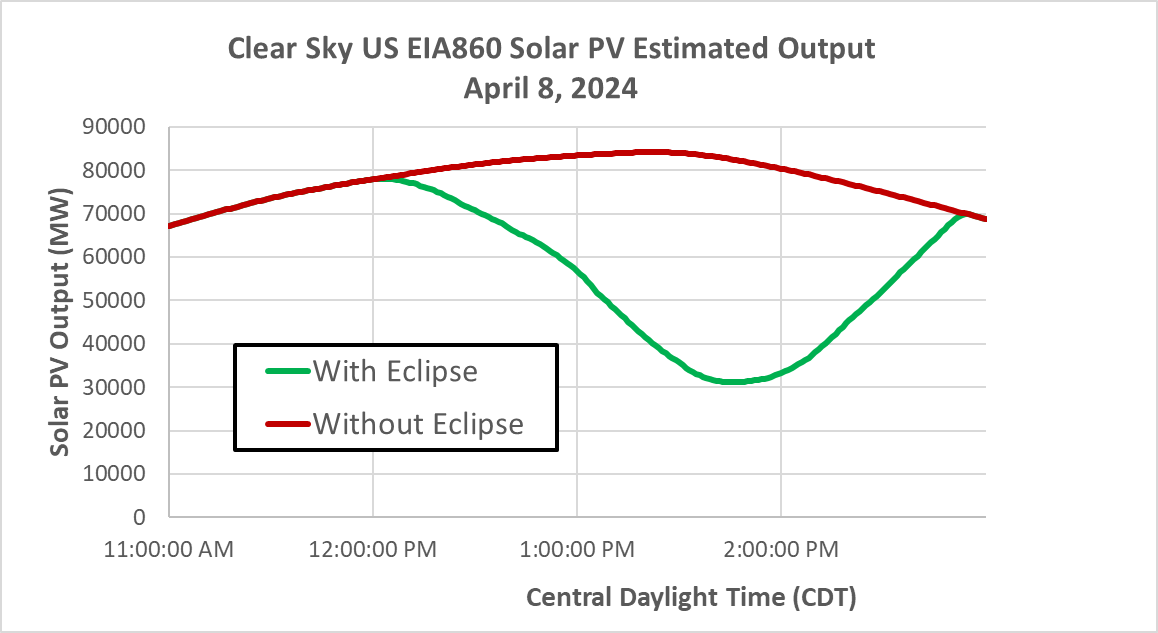 Clear Sky US EIA860 Solar PV Estimated Output
April 8, 2024
Solar PV Output (MW)
90000
80000
70000
60000
50000
40000
30000
20000
10000
0
With Eclipse
Without Eclipse
11:00:00 AM
12:00:00 PM
1:00:00 PM
2:00:00 PM
Central Daylight Time (CDT)